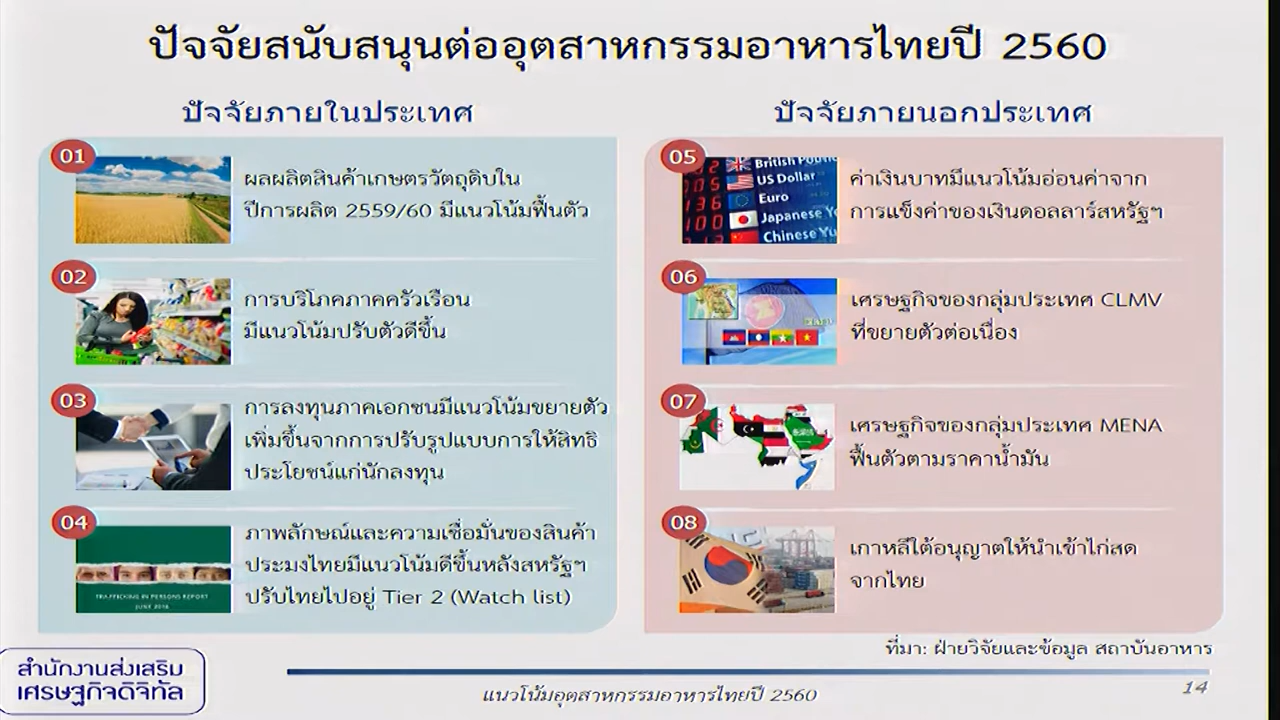 ปัจจัยสนับสนุนต่ออุตสาหกรรมอาหารไทยปี 2560
ปัจจัยภายในประเทศ
01
ผลผลิตสินค้าเกษตรวัตถุดิบใน
ปีการผลิต 2559/60 มีแนวโน้มฟื้นตัว
02
การบริโภคภาคครัวเรือน
มีแนวโน้มปรับตัวดีขึ้น
03
การลงทุนภาคเอกชนมีแนวโน้มขยายตัว
เพิ่มขึ้นจากการปรับรูปแบบการให้สิทธิ
ประโยชน์แก่นักลงทุน
04
TRAFFICKING IN PERSONS REPORT
JUNE 2016
ภาพลักษณ์และความเชื่อมั่นของสินค้า
ประมงไทยมีแนวโน้มดีขึ้นหลังสหรัฐฯ
ปรับไทยไปอยู่ Tier 2 (Watch list)
ปัจจัยภายนอกประเทศ
05
British
US Dollar
Euro
Japanese
Chinese
ค่าเงินบาทมีแนวโน้มอ่อนค่าจาก
การแข็งค่าของเงินดอลลาร์สหรัฐฯ
06
เศรษฐกิจของกลุ่มประเทศ CLMV
ที่ขยายตัวต่อเนื่อง
07
เศรษฐกิจของกลุ่มประเทศ MENA
ฟื้นตัวตามราคาน้ำมัน
08
เกาหลีใต้อนุญาตให้นำเข้าไก่สด
จากไทย
ที่มา: ฝ่ายวิจัยและข้อมูล สถาบันอาหาร
สำนักงานส่งเสริม
เศรษฐกิจดิจิทัล
แนวโน้มอุตสาหกรรมอาหารไทยปี 2560
14